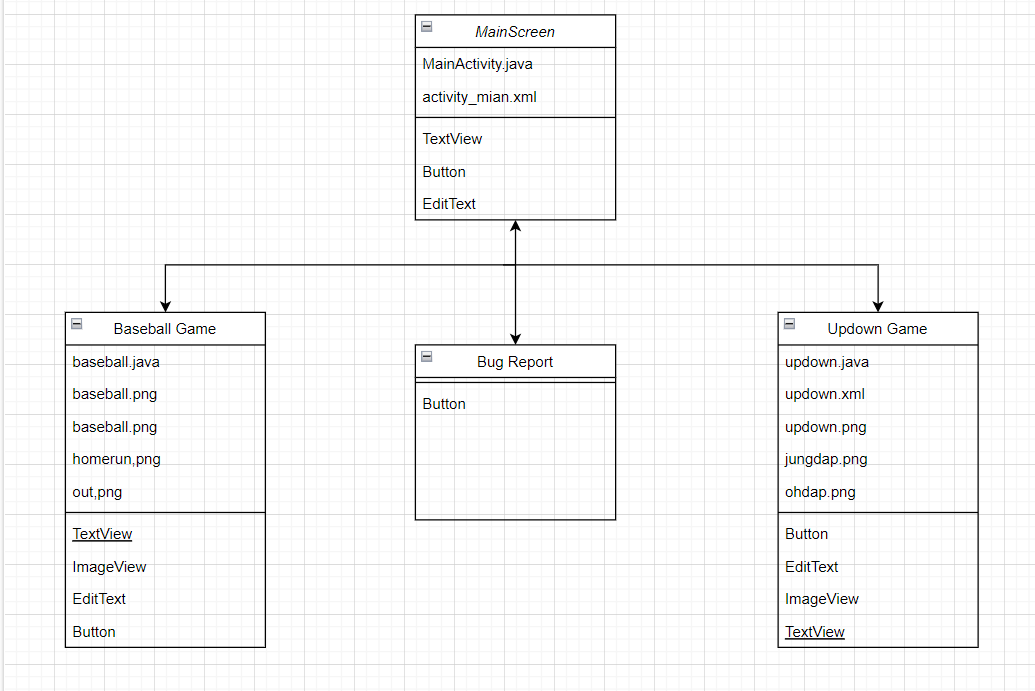 MainScreen
MainActivity.java
activity_mian.xml
TextView
Button
EditText
Baseball Game
baseball.java
baseball.png
baseball.png
homerun,png
out,png
TextView
ImageView
EditText
Button
Bug Report
Button
Updown Game
updown.java
updown.xml
updown.png
jungdap.png
ohdap.png
Button
EditText
ImageView
TextView